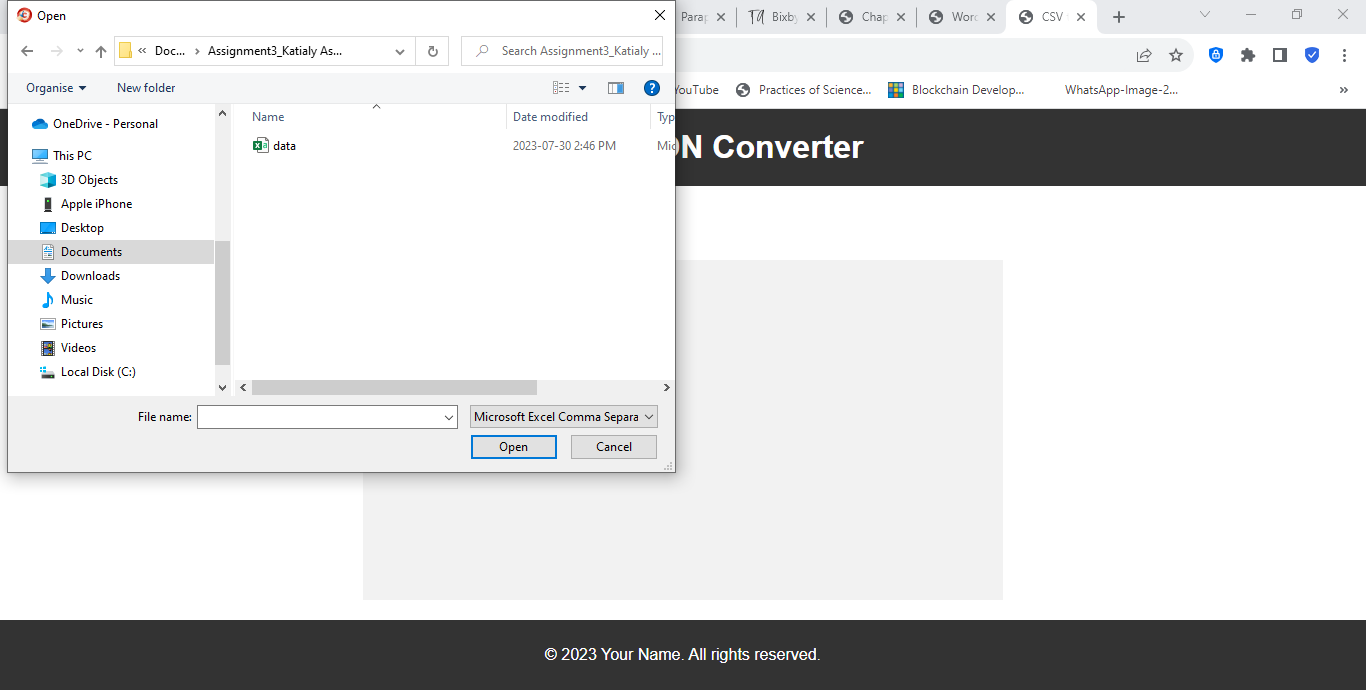 Open
Parap
Bixby
Chap
Word
CSV
« Doc... › Assignment3_Katialy As...
Search Assignment3_Katialy ...
Organise
New folder
YouTube
Practices of Science...
Blockchain Develop...
WhatsApp-Image-2...
»
OneDrive - Personal
This PC
3D Objects
Apple iPhone
Desktop
Documents
Downloads
Music
Pictures
Videos
Local Disk (C:)
Name
Date modified
Typ
data
2023-07-30 2:46 PM
Mic
N Converter
File name:
Microsoft Excel Comma Separa
Open
Cancel
© 2023 Your Name. All rights reserved.